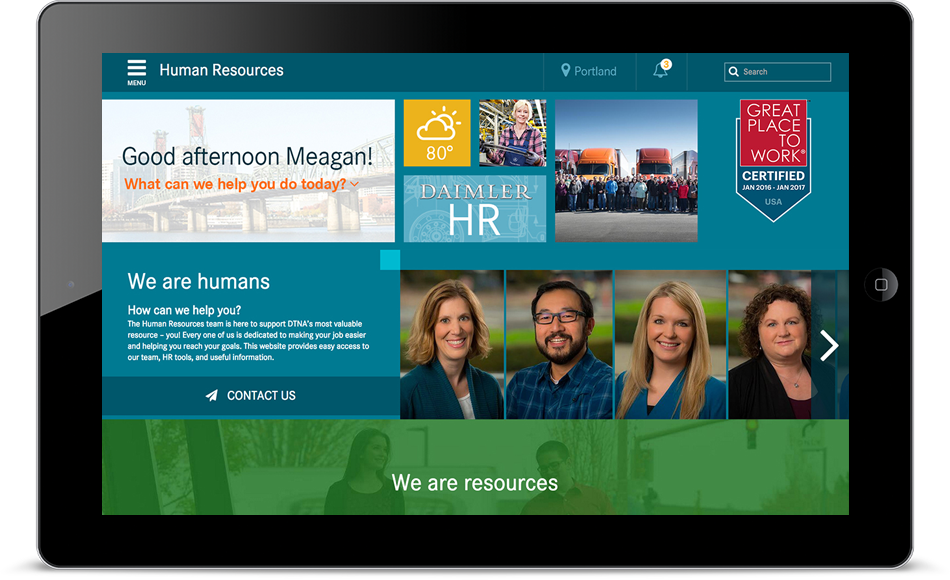 MENU
Human Resources
Portland
3
Search
Good afternoon Meagan!
What can we help you do today?
80°
DAIMLER
HR
GREAT
PLACE
TO
WORK®
CERTIFIED
JAN 2016 - JAN 2017
USA
We are humans
How can we help you?
The Human Resources team is here to support DTNA's most valuable
resource – you! Every one of us is dedicated to making your job easier
and helping you reach your goals. This website provides easy access to
our team, HR tools, and useful information.
CONTACT US
We are resources